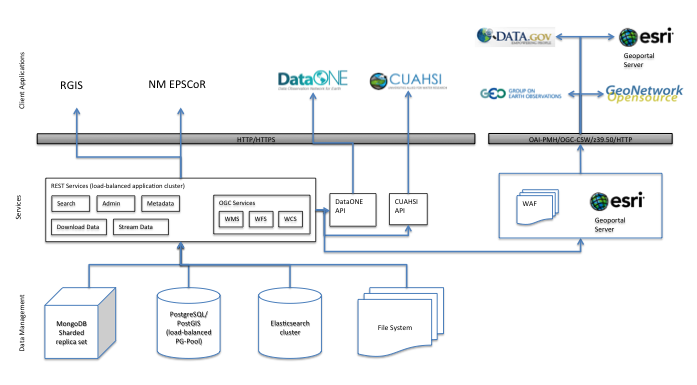 Client Applications
RGIS
NM EPSCoR
DataONE
Data Observation Network for Earth
CUAHSI
DATA.GOV
esri
Geoportal
Server
GEO
GROUP ON
EARTH OBSERVATIONS
GeoNetwork
Opensource
HTTP/HTTPS
OAI-PMH/OGC-CSW/z39.50/HTTP
Services
REST Services (load-balanced application cluster)
Search
Admin
Metadata
Download Data
Stream Data
OGC Services
WMS
WFS
WCS
DataONE
API
CUAHSI
API
WAF
esri
Geoportal
Server
Data Management
MongoDB
Sharded
replica set
PostgreSQL/
PostGIS
(load-balanced
PG-Pool)
Elasticsearch
cluster
File System